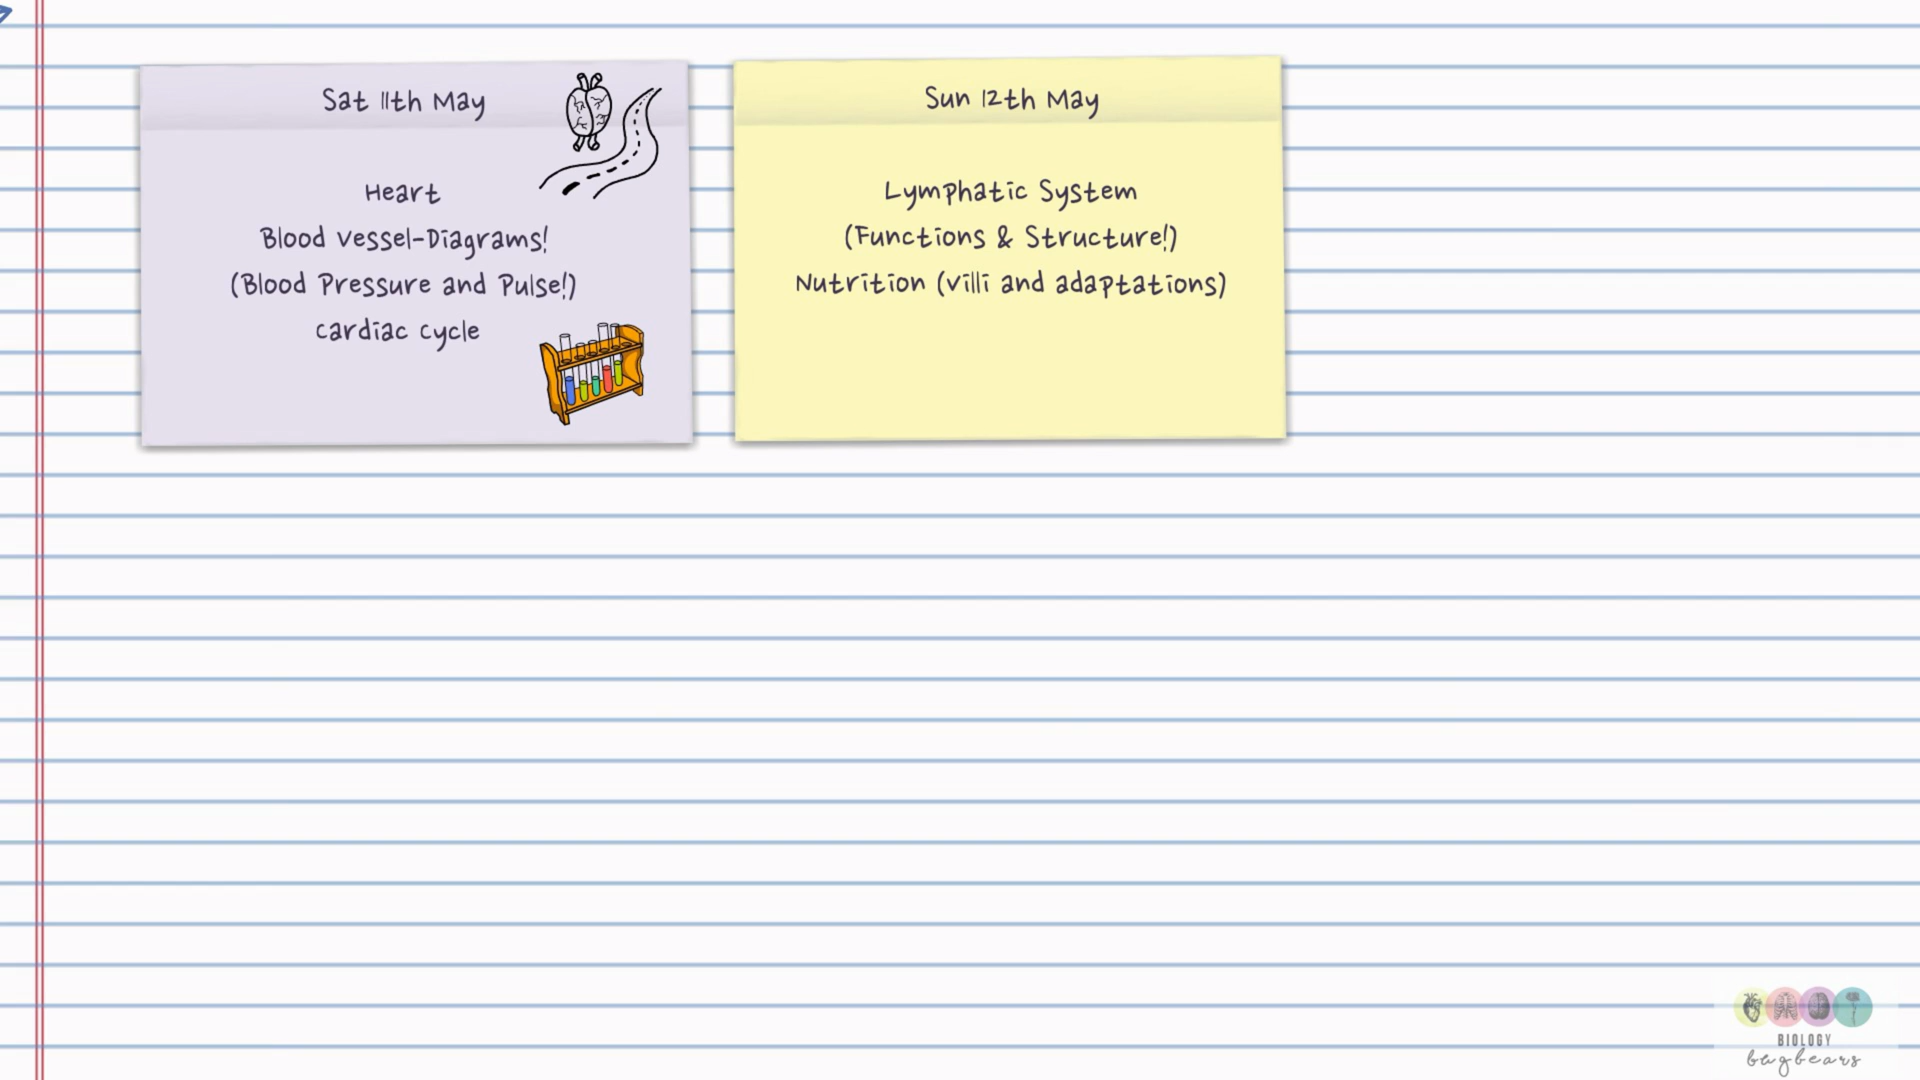 Sat 11th May
Heart
Blood Vessel-Diagrams!
(Blood Pressure and Pulse!)
Cardiac Cycle
Sun 12th May
Lymphatic System
(Functions & Structure!)
Nutrition (Villi and adaptations)
BIOLOGY
bugbears